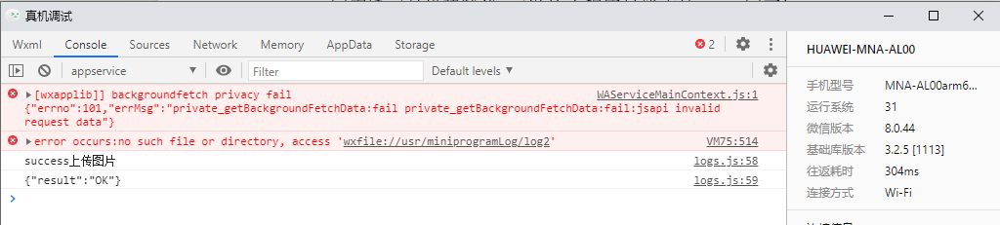 真机调试
Wxml Console Sources Network Memory AppData Storage 2
appservice Filter Default levels
[wxapplib]] backgroundfetch privacy fail WAServiceMainContext.js:1
{"errno":101,"errMsg":"private_getBackgroundFetchData:fail private_getBackgroundFetchData:fail:jsapi invalid
request data"}
error occurs:no such file or directory, access 'wxfile://usr/miniprogramLog/log2' VM75:514
success上传图片 logs.js:58
{"result":"OK"} logs.js:59
HUAWEI-MNA-AL00
手机型号 MNA-AL00arm6...
运行系统 31
微信版本 8.0.44
基础库版本 3.2.5 [1113]
往返耗时 304ms
连接方式 Wi-Fi